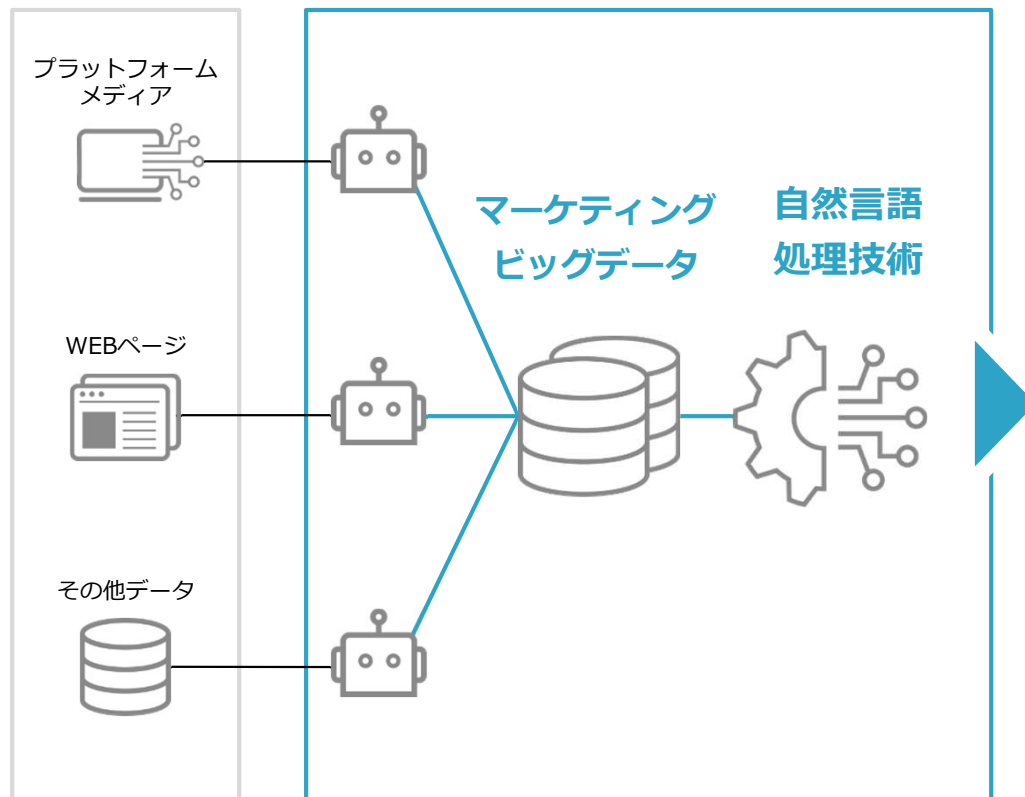 プラットフォーム
メディア
マーケティング
ビッグデータ
自然言語
処理技術
WEBページ
その他データ